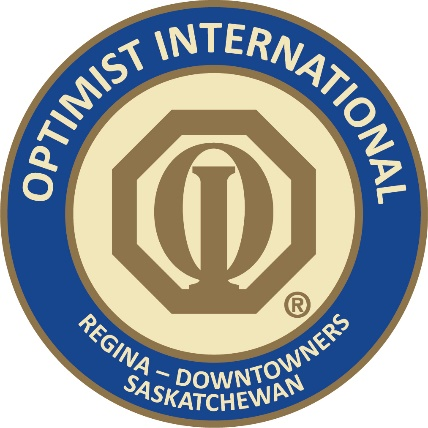 OPTIMIST INTERNATIONAL
OI
®
REGINA – DOWNTOWNERS
SASKATCHEWAN